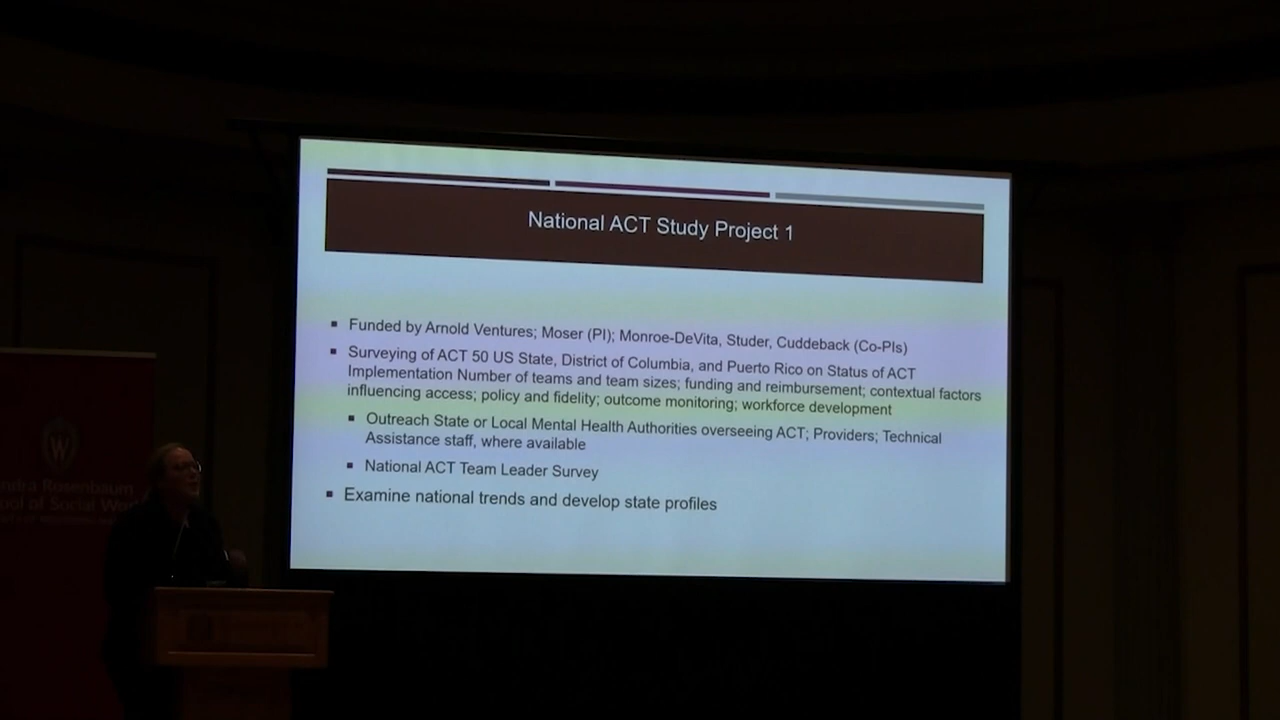 National ACT Study Project 1
▪ Funded by Arnold Ventures; Moser (PI); Monroe-DeVita, Studer, Cuddeback (Co-PIs)
▪ Surveying of ACT 50 US State, District of Columbia, and Puerto Rico on Status of ACT
Implementation Number of teams and team sizes; funding and reimbursement; contextual factors
influencing access; policy and fidelity; outcome monitoring; workforce development
▪ Outreach State or Local Mental Health Authorities overseeing ACT; Providers; Technical
Assistance staff, where available
▪ National ACT Team Leader Survey
▪ Examine national trends and develop state profiles
W
ndra Rosenbaum
ool of Social Wor